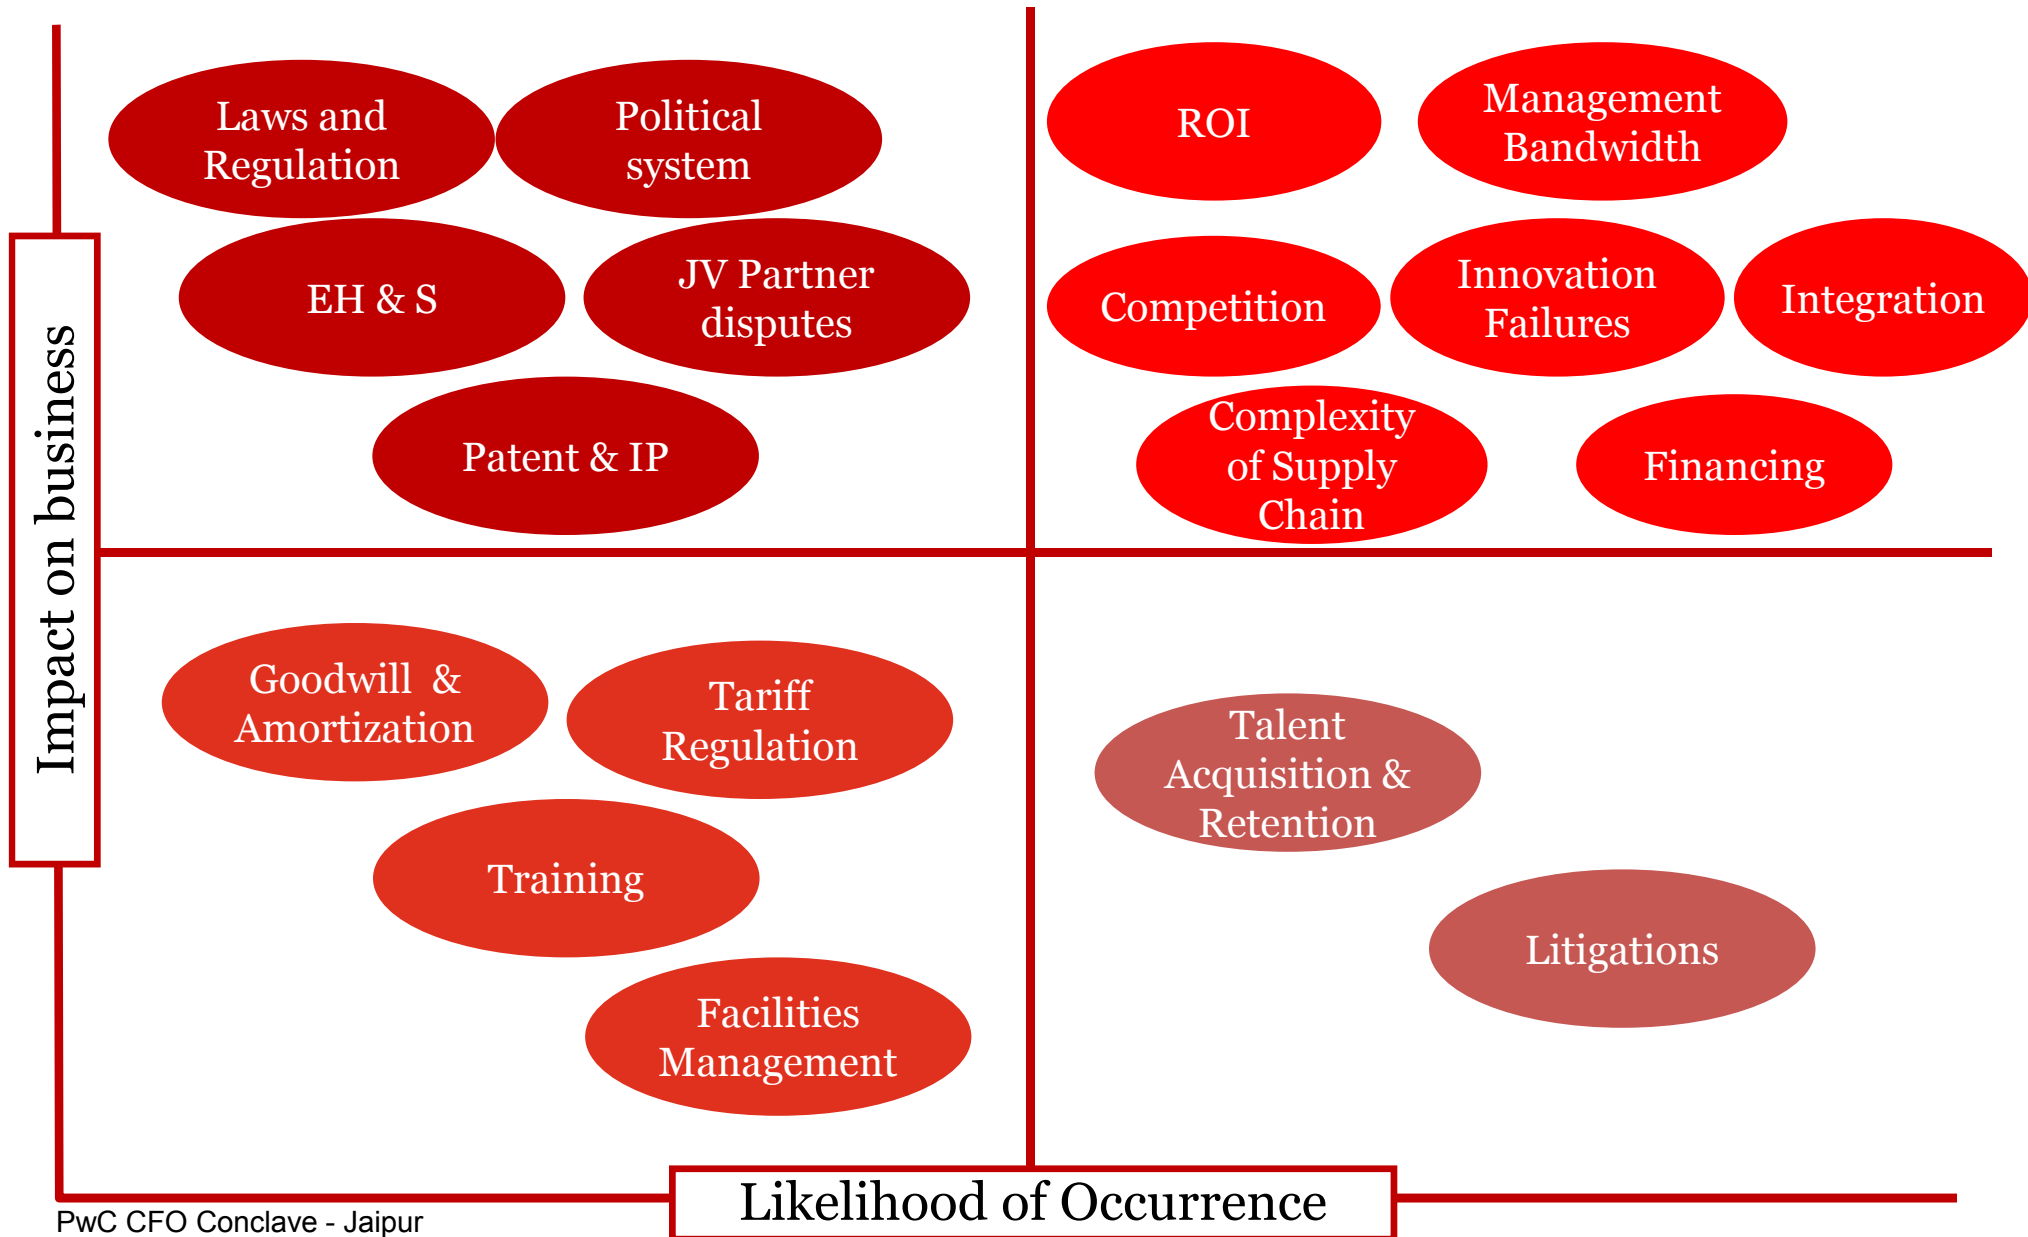 Laws and
Regulation
Political
system
ROI
Management
Bandwidth
EH & S
JV Partner
disputes
Competition
Innovation
Failures
Integration
Patent & IP
Complexity
of Supply
Chain
Financing
Impact on business
Goodwill  &
Amortization
Tariff
Regulation
Talent
Acquisition &
Retention
Training
Litigations
Facilities
Management
Likelihood of Occurrence
PwC CFO Conclave - Jaipur